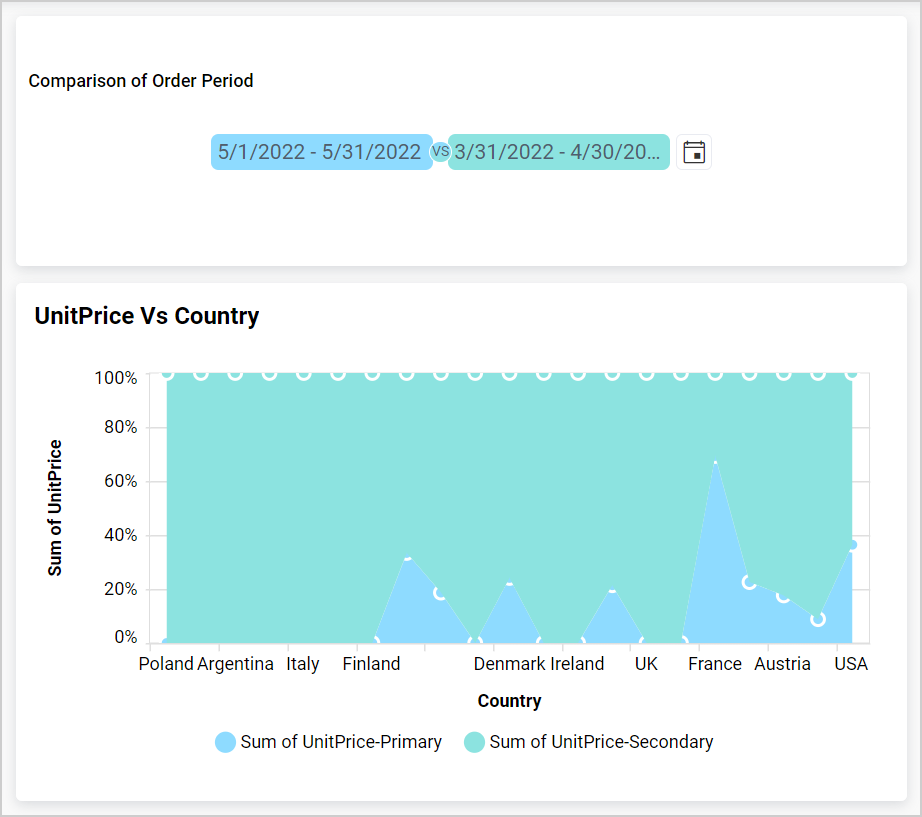 Comparison of Order Period
5/1/2022 - 5/31/2022 VS 3/31/2022 - 4/30/20...
UnitPrice Vs Country
Sum of UnitPrice
100%
80%
60%
40%
20%
0%
Poland Argentina Italy Finland Denmark Ireland UK France Austria USA
Country
Sum of UnitPrice-Primary Sum of UnitPrice-Secondary